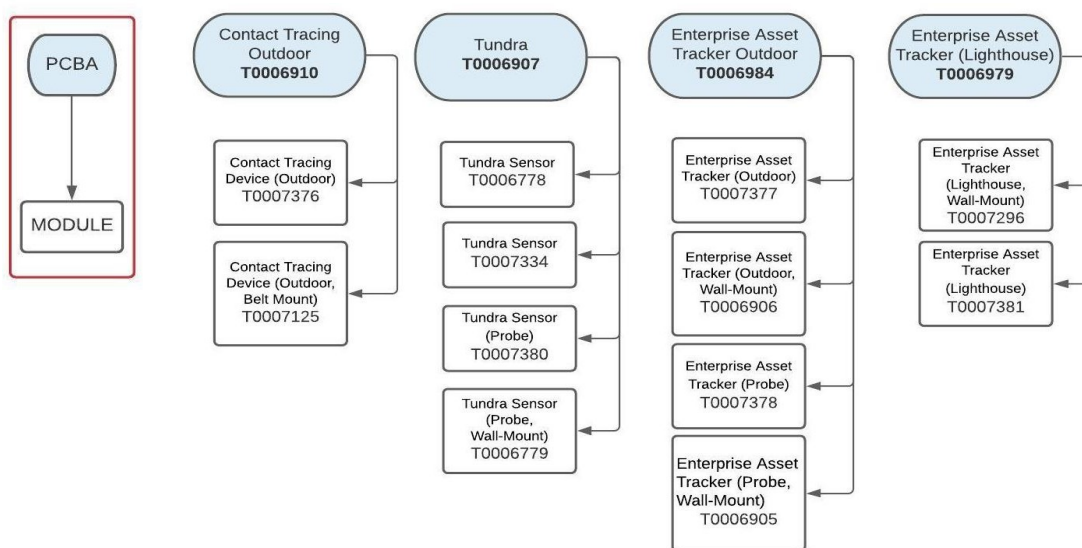 PCBA
MODULE
Contact Tracing
Outdoor
T0006910
Contact Tracing
Device (Outdoor)
T0007376
Contact Tracing
Device (Outdoor,
Belt Mount)
T0007125
Tundra
T0006907
Tundra Sensor
T0006778
Tundra Sensor
T0007334
Tundra Sensor
(Probe)
T0007380
Tundra Sensor
(Probe,
Wall-Mount)
T0006779
Enterprise Asset
Tracker Outdoor
T0006984
Enterprise Asset
Tracker (Outdoor)
T0007377
Enterprise Asset
Tracker (Outdoor,
Wall-Mount)
T0006906
Enterprise Asset
Tracker (Probe)
T0007378
Enterprise Asset
Tracker (Probe,
Wall-Mount)
T0006905
Enterprise Asset
Tracker (Lighthouse)
T0006979
Enterprise Asset
Tracker
(Lighthouse,
Wall-Mount)
T0007296
Enterprise Asset
Tracker
(Lighthouse)
T0007381